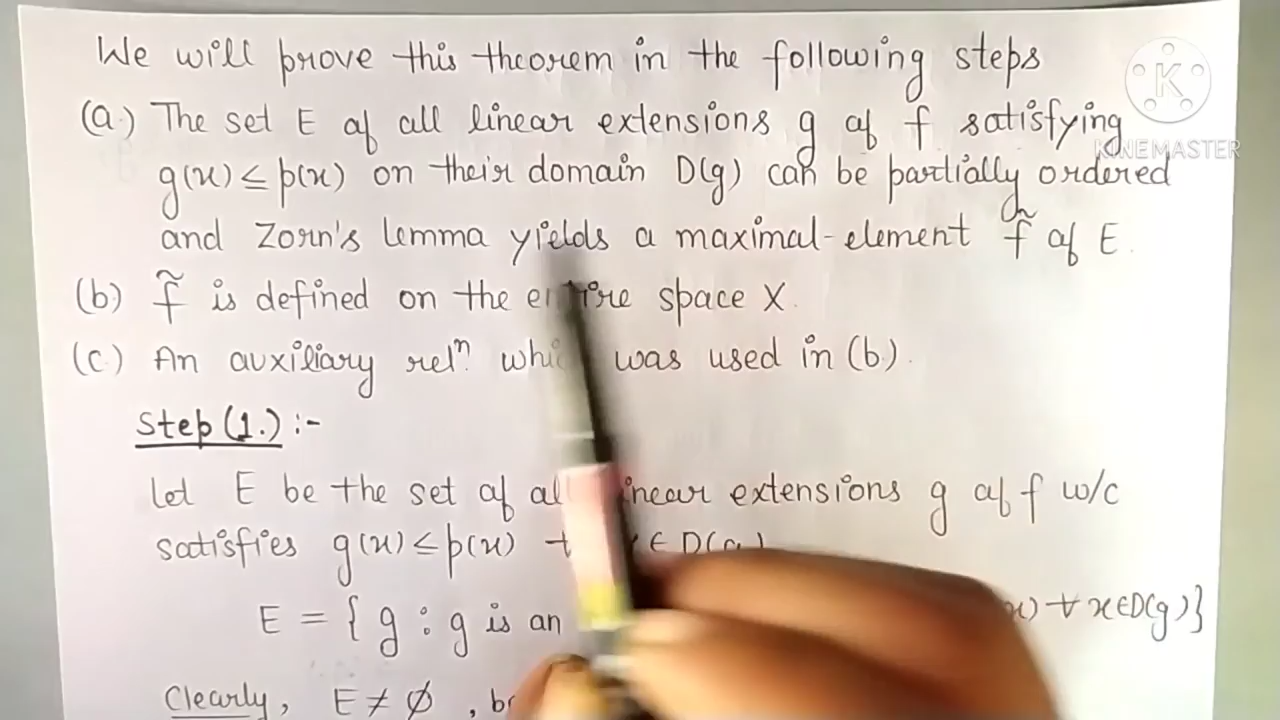 We will prove this theorem in the following steps
(a.) The set E of all linear extensions g of f satisfying
g(x) ≤ p(x) on their domain D(g) can be partially ordered
and Zorn's lemma yields a maximal-element f̃ of E.
(b) f̃ is defined on the entire space X.
(c.) An auxiliary relⁿ. which was used in (b).
Step (1.) :-
Let E be the set of all linear extensions g of f w/c
satisfies g(x) ≤ p(x) ∈ D(g)
E = { g : g is an x) ∀ x∈D(g)}
Clearly, E ≠ ∅ ,
K
KINEMASTER